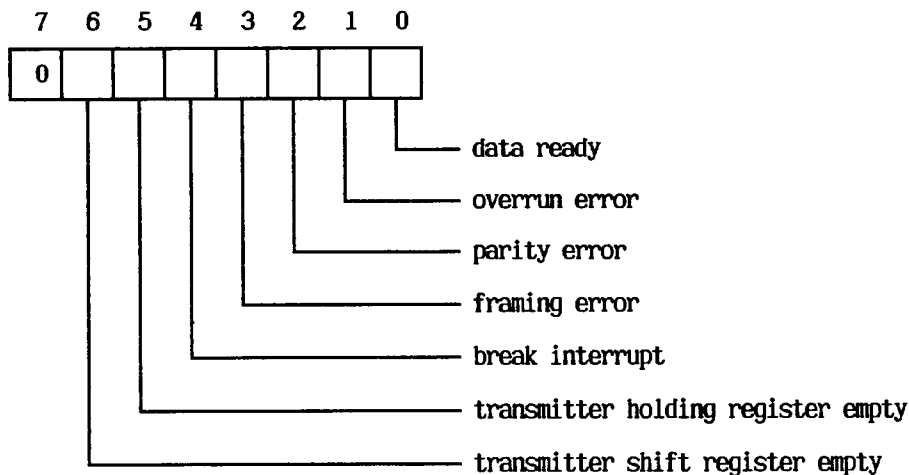 7 6 5 4 3 2 1 0
0
data ready
overrun error
parity error
framing error
break interrupt
transmitter holding register empty
transmitter shift register empty